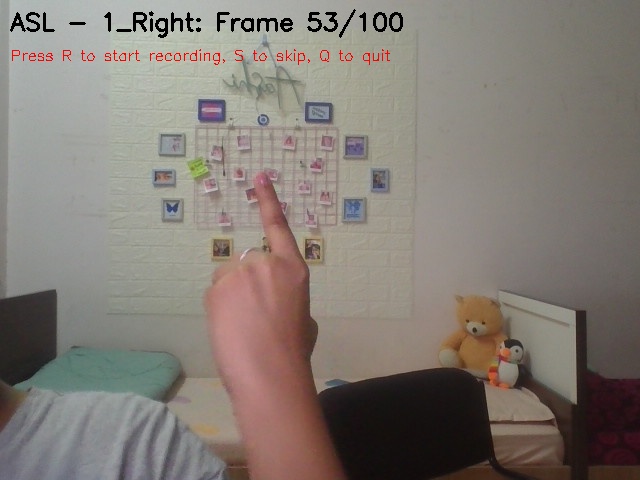 ASL - 1_Right: Frame 53/100
Press R to start recording, S to skip, Q to quit